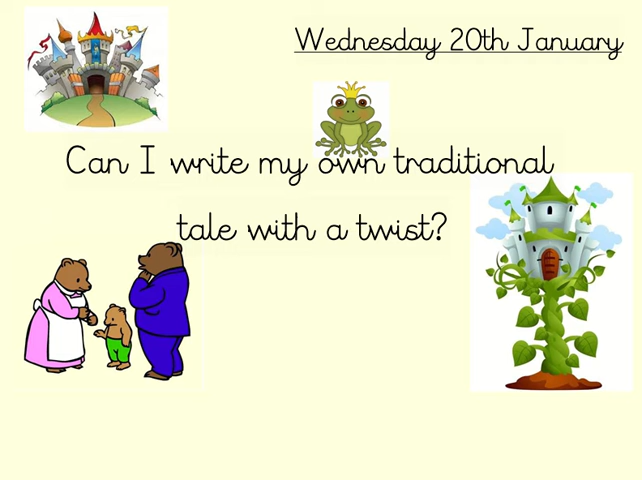 Wednesday 20th January
Can I write my own traditional
tale with a twist?